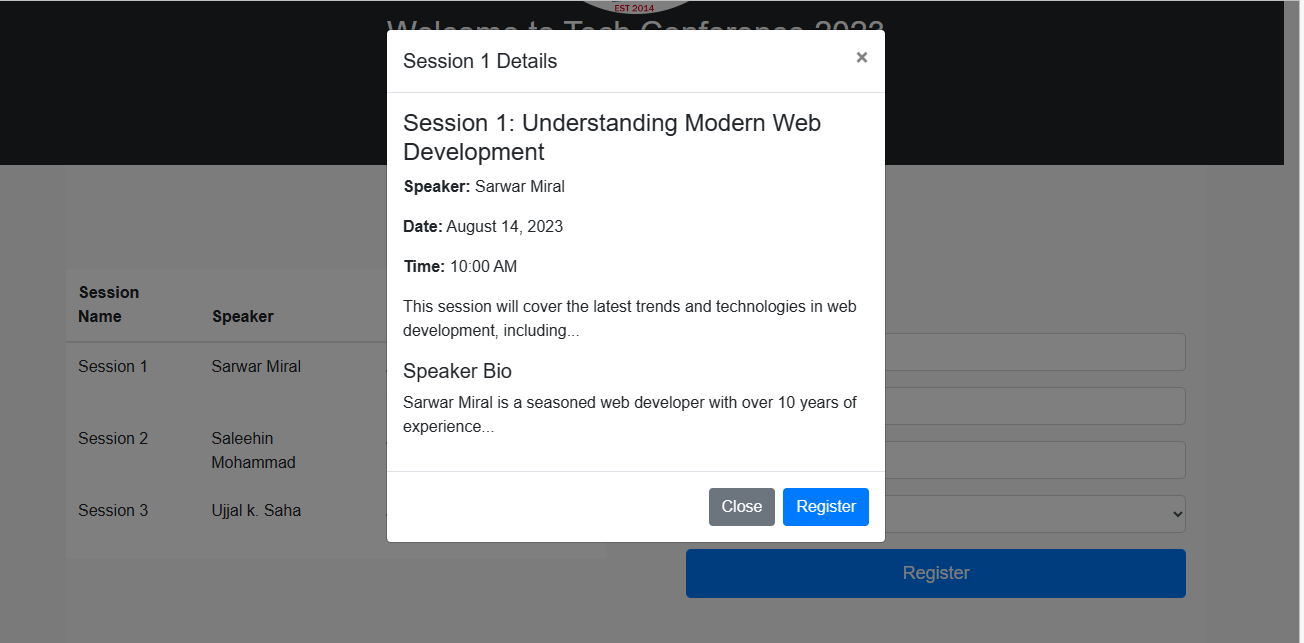 EST 2014
Welcome to Tech Conference 2023
Session 1 Details
×
Session 1: Understanding Modern Web
Development
Speaker: Sarwar Miral
Date: August 14, 2023
Time: 10:00 AM
This session will cover the latest trends and technologies in web
development, including...
Speaker Bio
Sarwar Miral is a seasoned web developer with over 10 years of
experience...
Close Register
Session
Name Speaker
Session 1 Sarwar Miral
Session 2 Saleehin
Mohammad
Session 3 Ujjal k. Saha
Register